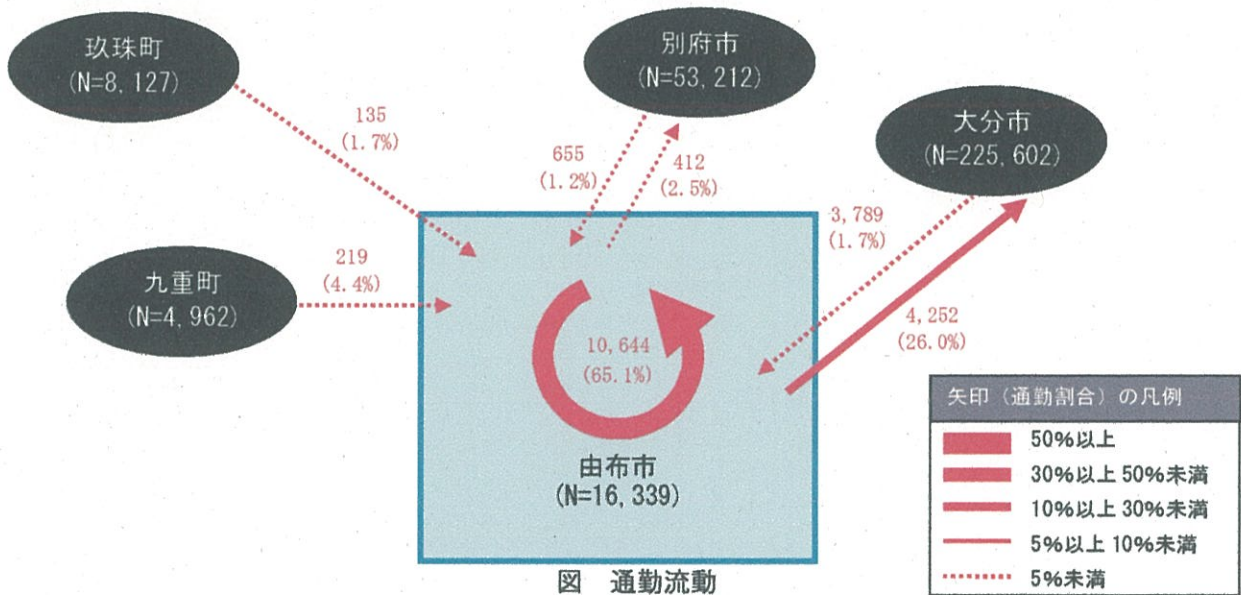 玖珠町
(N=8,127)
別府市
(N=53,212)
大分市
(N=225,602)
135
(1.7%)
655
(1.2%)
412
(2.5%)
3,789
(1.7%)
九重町
(N=4,962)
219
(4.4%)
4,252
(26.0%)
10,644
(65.1%)
由布市
(N=16,339)
矢印（通勤割合）の凡例
50%以上
30%以上 50%未満
10%以上 30%未満
5%以上 10%未満
5%未満
図 通勤流動